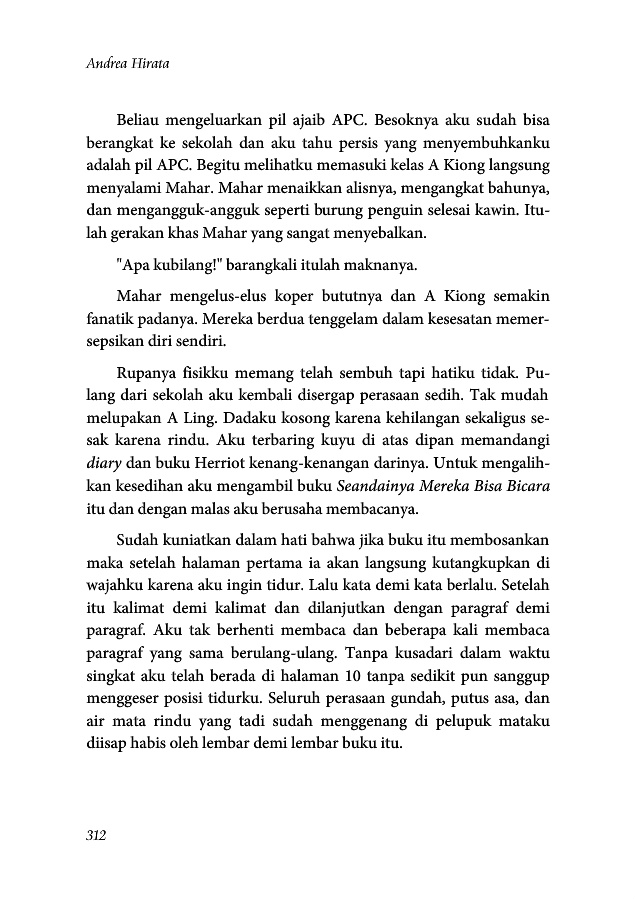 Andrea Hirata
Beliau mengeluarkan pil ajaib APC. Besoknya aku sudah bisa
berangkat ke sekolah dan aku tahu persis yang menyembuhkanku
adalah pil APC. Begitu melihatku memasuki kelas A Kiong langsung
menyalami Mahar. Mahar menaikkan alisnya, mengangkat bahunya,
dan mengangguk-angguk seperti burung penguin selesai kawin. Itu-
lah gerakan khas Mahar yang sangat menyebalkan.
"Apa kubilang!" barangkali itulah maknanya.
Mahar mengelus-elus koper bututnya dan A Kiong semakin
fanatik padanya. Mereka berdua tenggelam dalam kesesatan memer-
sepsikan diri sendiri.
Rupanya fisikku memang telah sembuh tapi hatiku tidak. Pu-
lang dari sekolah aku kembali disergap perasaan sedih. Tak mudah
melupakan A Ling. Dadaku kosong karena kehilangan sekaligus se-
sak karena rindu. Aku terbaring kuyu di atas dipan memandangi
diary dan buku Herriot kenang-kenangan darinya. Untuk mengalih-
kan kesedihan aku mengambil buku Seandainya Mereka Bisa Bicara
itu dan dengan malas aku berusaha membacanya.
Sudah kuniatkan dalam hati bahwa jika buku itu membosankan
maka setelah halaman pertama ia akan langsung kutangkupkan di
wajahku karena aku ingin tidur. Lalu kata demi kata berlalu. Setelah
itu kalimat demi kalimat dan dilanjutkan dengan paragraf demi
paragraf. Aku tak berhenti membaca dan beberapa kali membaca
paragraf yang sama berulang-ulang. Tanpa kusadari dalam waktu
singkat aku telah berada di halaman 10 tanpa sedikit pun sanggup
menggeser posisi tidurku. Seluruh perasaan gundah, putus asa, dan
air mata rindu yang tadi sudah menggenang di pelupuk mataku
diisap habis oleh lembar demi lembar buku itu.
312